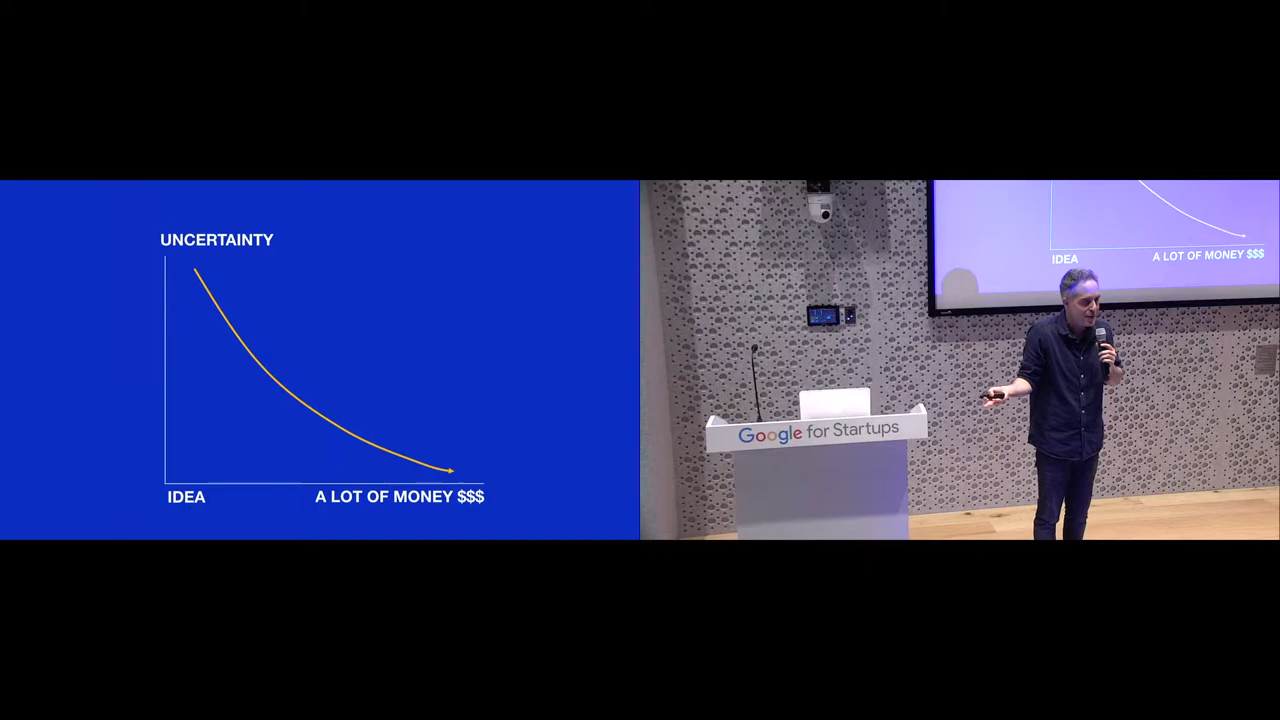 UNCERTAINTY
IDEA
A LOT OF MONEY $$$
IDEA
A LOT OF MONEY $$$
Google for Startups